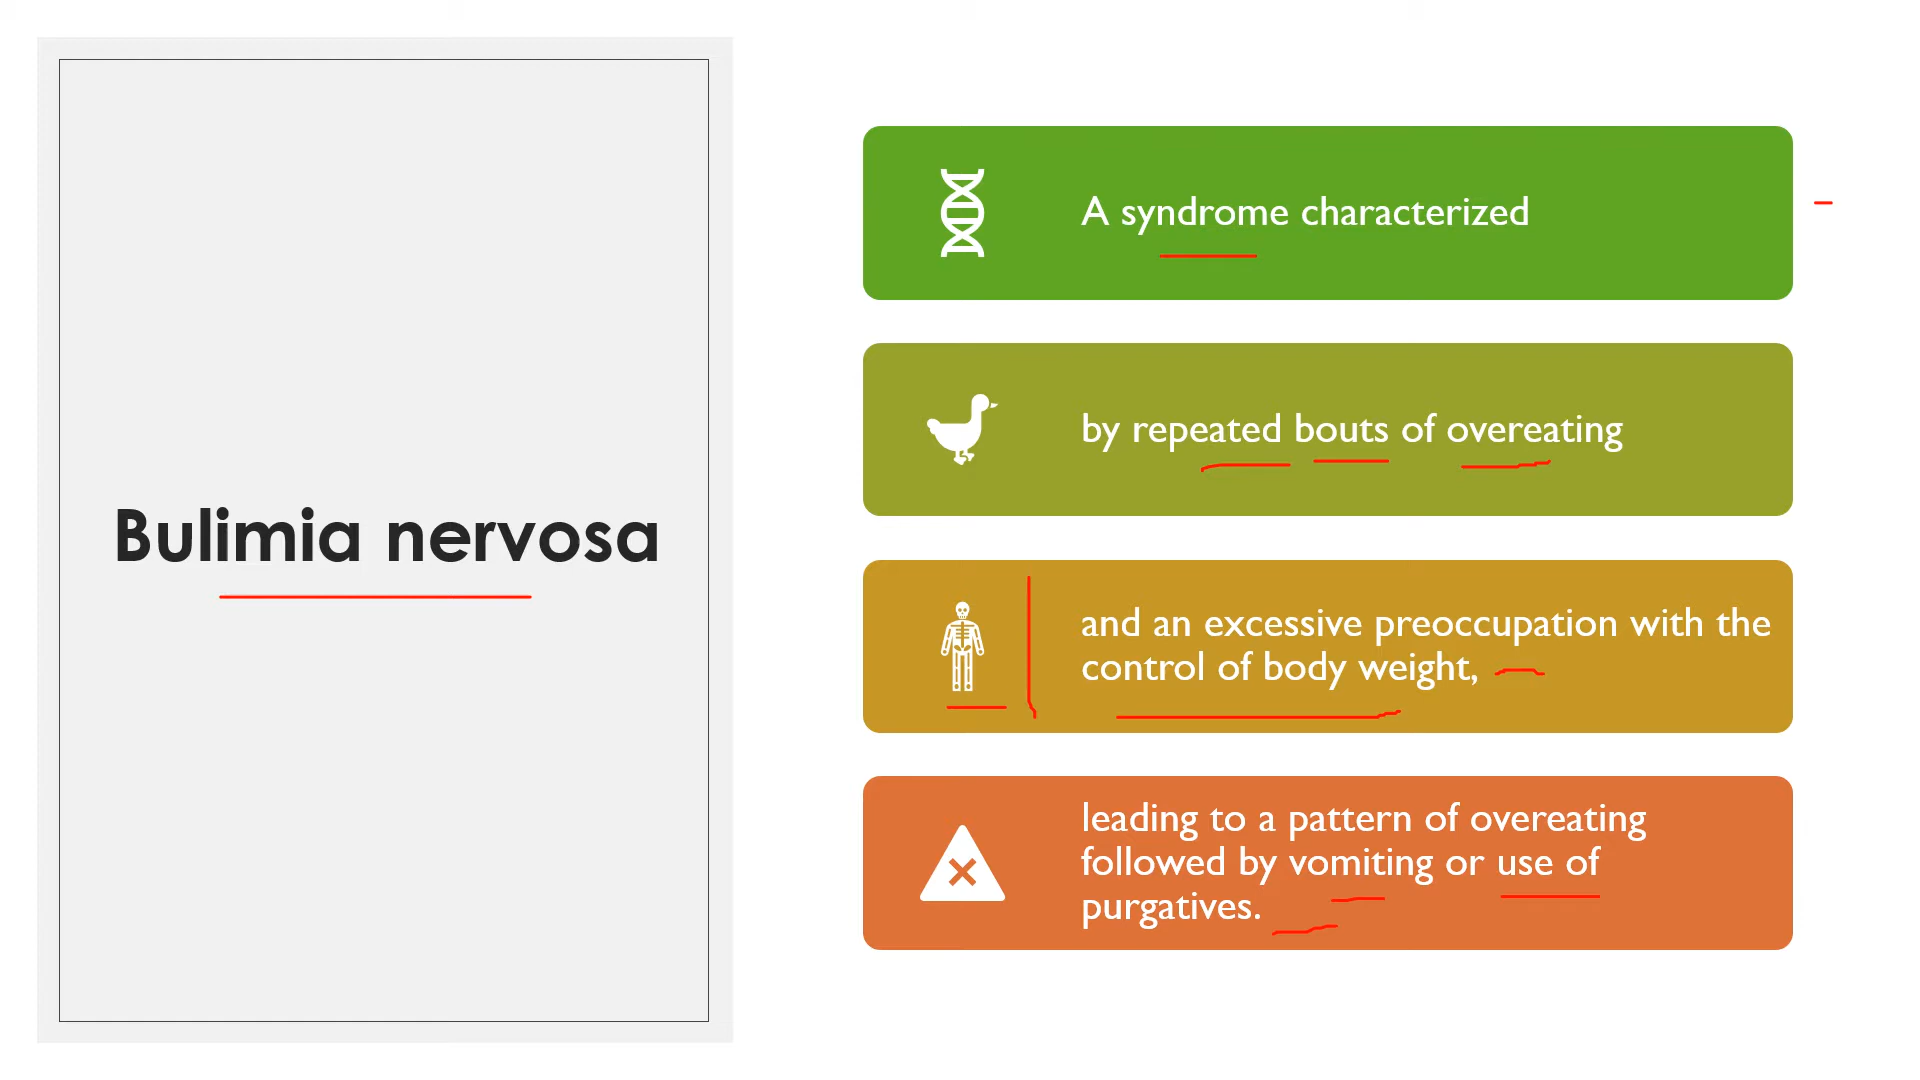 Bulimia nervosa
A syndrome characterized
by repeated bouts of overeating
and an excessive preoccupation with the
control of body weight,
leading to a pattern of overeating
followed by vomiting or use of
purgatives.